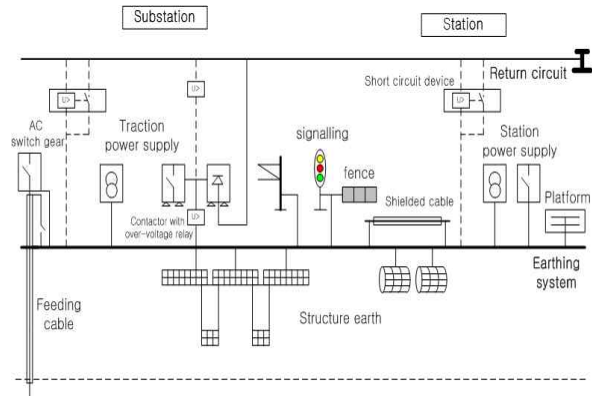 Substation
Station
Return circuit
Short circuit device
AC
switch gear
Traction
power supply
signalling
fence
Station
power supply
Shielded cable
Platform
Contactor with
over-voltage relay
Earthing
system
Feeding
cable
Structure earth